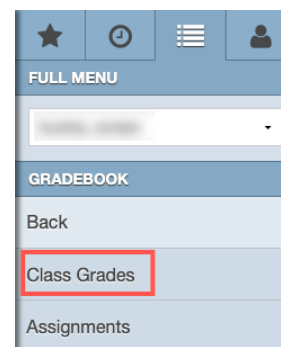 FULL MENU
GRADEBOOK
Back
Class Grades
Assignments